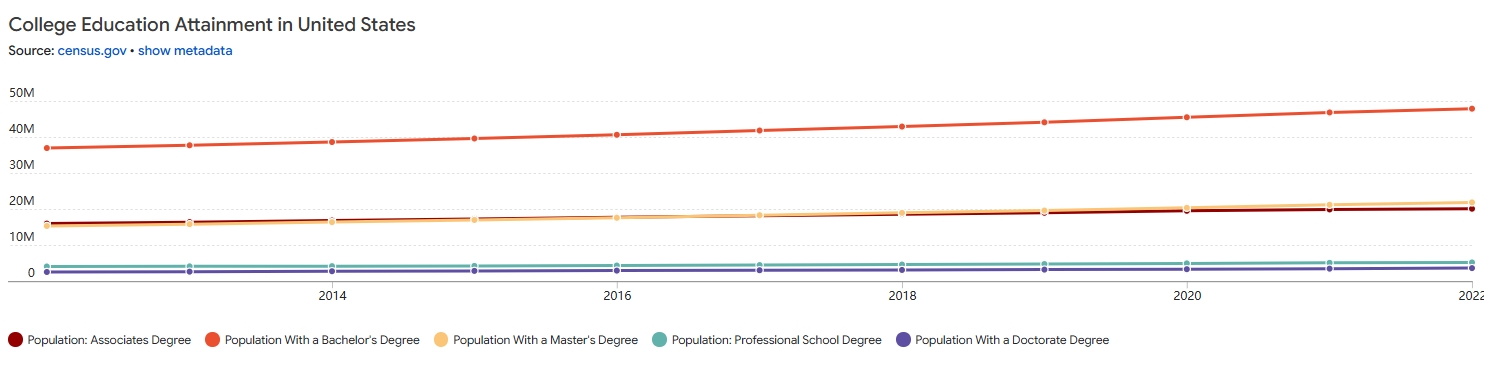 College Education Attainment in United States
Source: census.gov • show metadata
50M
40M
30M
20M
10M
0
2014 2016 2018 2020 2022
Population: Associates Degree Population With a Bachelor's Degree Population With a Master's Degree Population: Professional School Degree Population With a Doctorate Degree